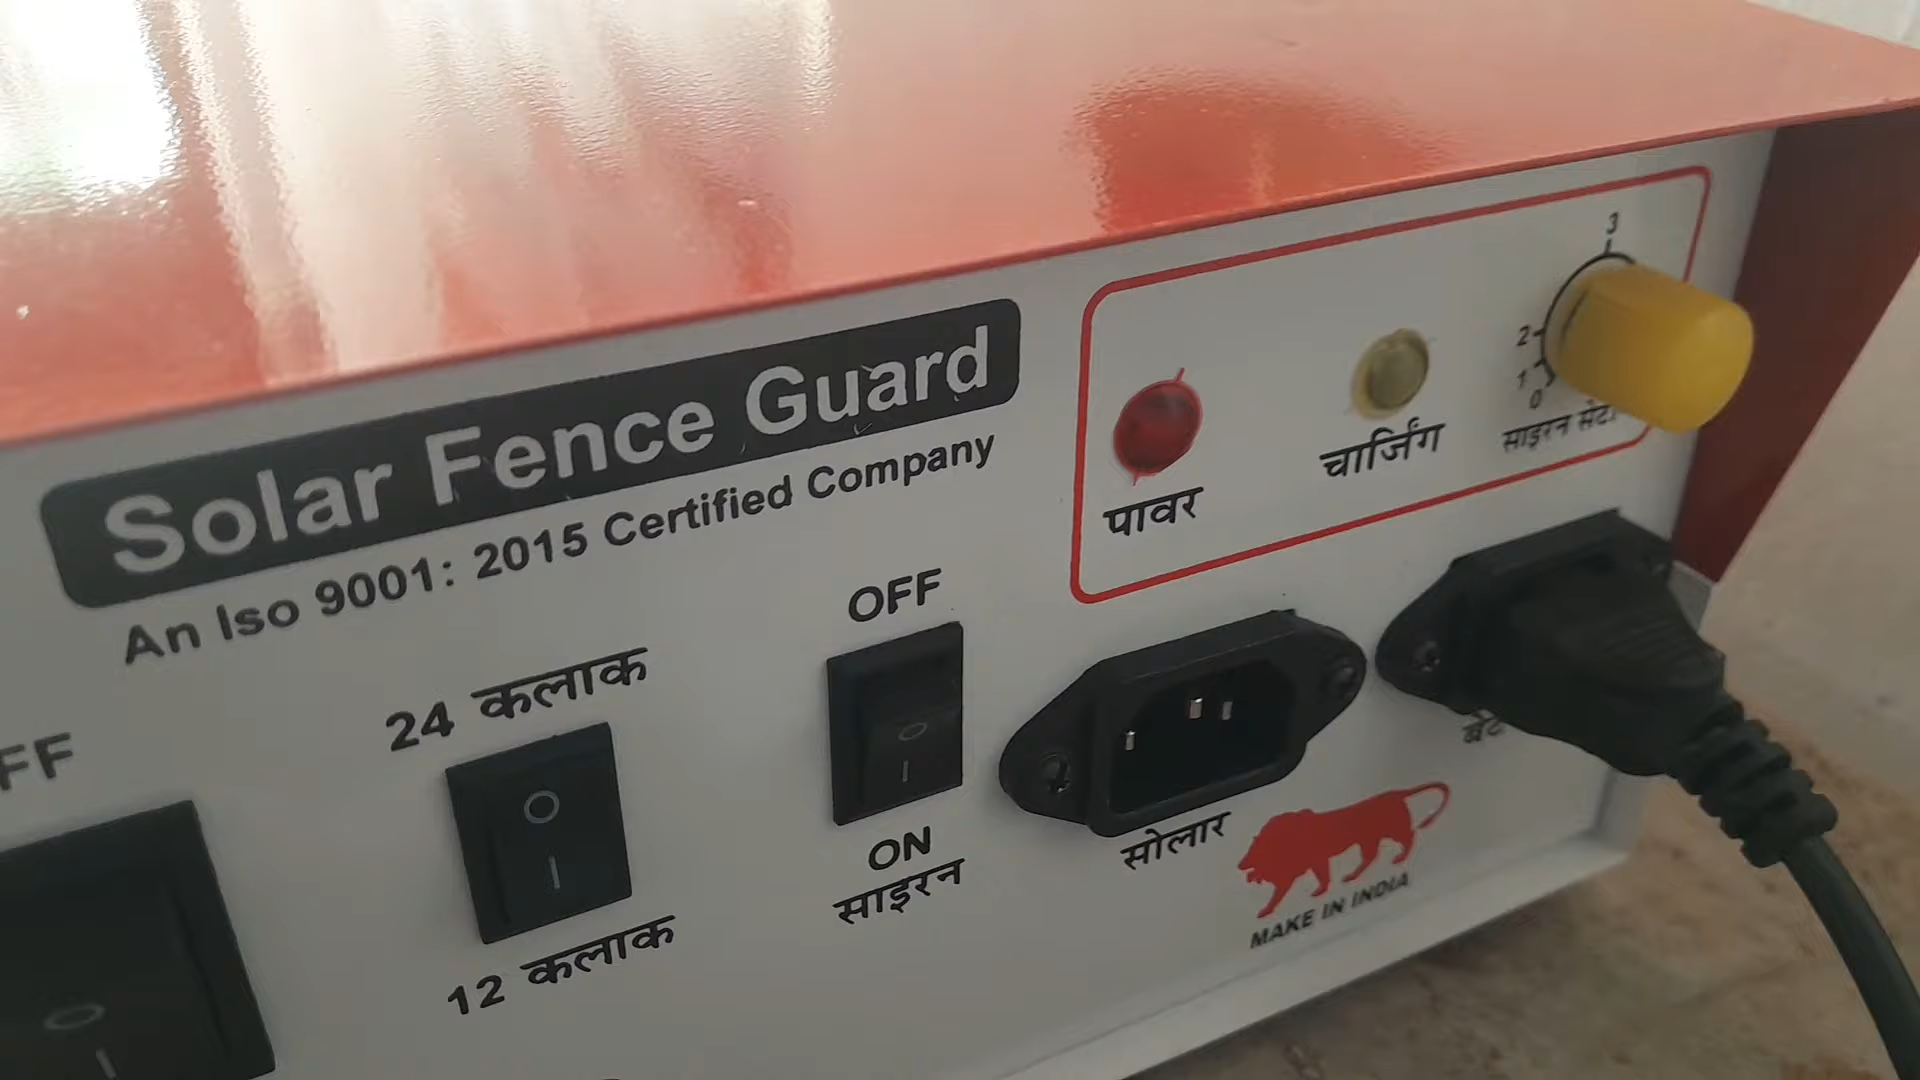 Solar Fence Guard
An Iso 9001: 2015 Certified Company
3
2
1
0
पावर
चार्जिंग
साइरन
FF
24 कलाक
12 कलाक
OFF
ON
साइरन
सोलार
MAKE IN INDIA